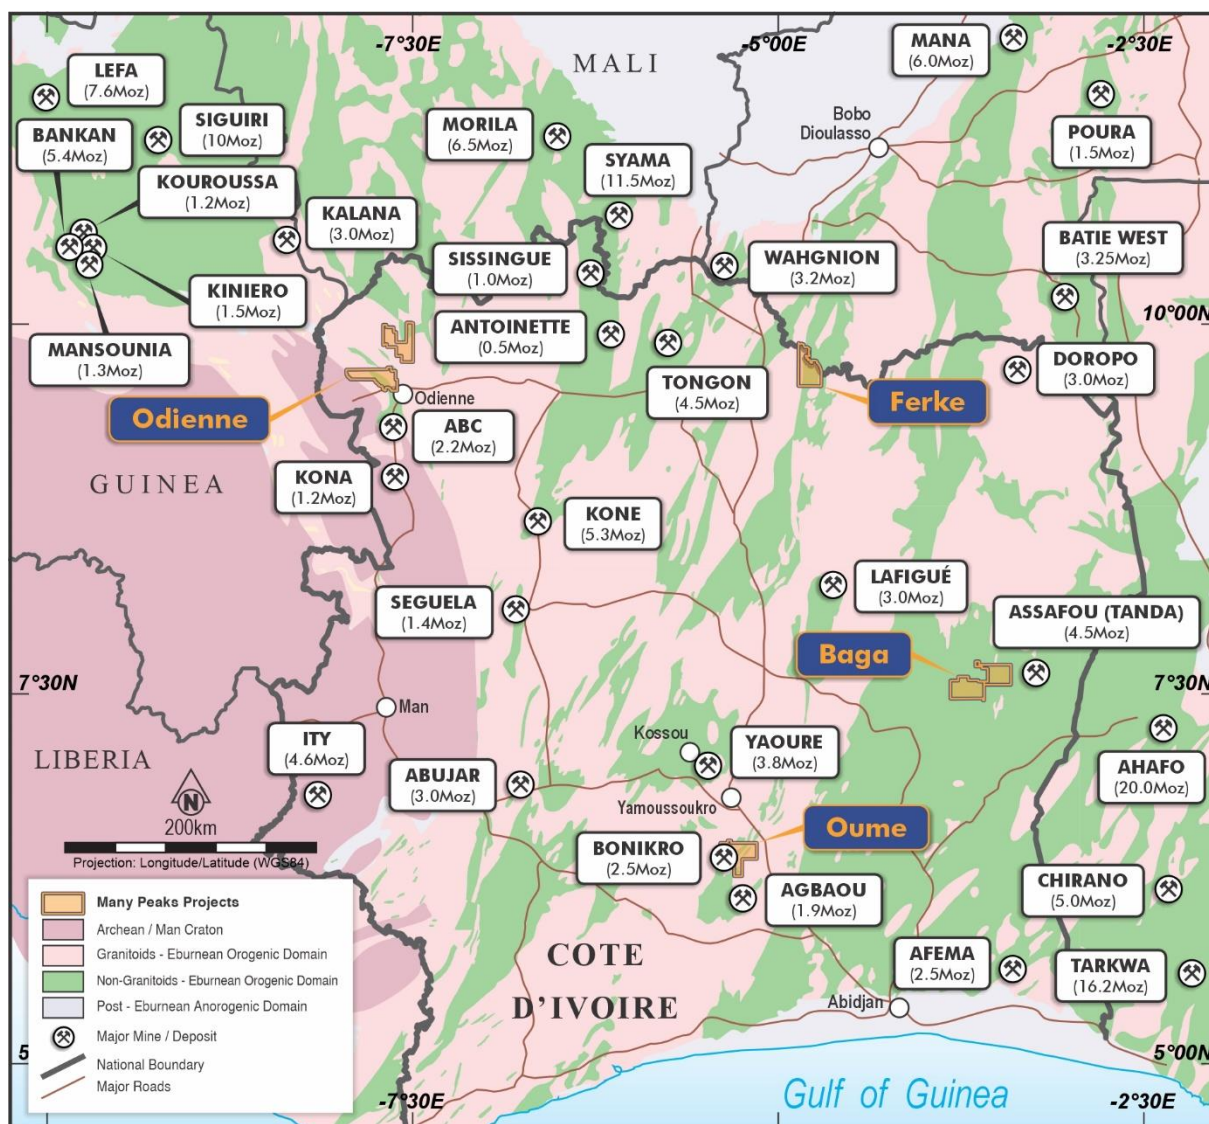 -7°30E
-5°00E
-2°30E
MALI
MANA
(6.0Moz)
LEFA
(7.6Moz)
SIGUIRI
(10Moz)
MORILA
(6.5Moz)
Bobo
Dioulasso
POURA
(1.5Moz)
BANKAN
(5.4Moz)
KOUROUSSA
(1.2Moz)
SYAMA
(11.5Moz)
KALANA
(3.0Moz)
SISSINGUE
(1.0Moz)
WAHGNION
(3.2Moz)
BATIE WEST
(3.25Moz)
KINIERO
(1.5Moz)
10°00N
ANTOINETTE
(0.5Moz)
MANSOUNIA
(1.3Moz)
TONGON
(4.5Moz)
DOROPO
(3.0Moz)
Odienne
Odienne
Ferke
ABC
(2.2Moz)
GUINEA
KONA
(1.2Moz)
KONE
(5.3Moz)
LAFIGUÉ
(3.0Moz)
SEGUELA
(1.4Moz)
ASSAFOU (TANDA)
(4.5Moz)
Baga
7°30N
7°30N
Man
LIBERIA
ITY
(4.6Moz)
Kossou
YAOURE
(3.8Moz)
ABUJAR
(3.0Moz)
AHAFO
(20.0Moz)
N
200km
Projection: Longitude/Latitude (WGS84)
Yamoussoukro
Oume
BONIKRO
(2.5Moz)
AGBAOU
(1.9Moz)
CHIRANO
(5.0Moz)
COTE
D'IVOIRE
AFEMA
(2.5Moz)
TARKWA
(16.2Moz)
Abidjan
Many Peaks Projects
Archean / Man Craton
Granitoids - Eburnean Orogenic Domain
Non-Granitoids - Eburnean Orogenic Domain
Post - Eburnean Anorogenic Domain
Major Mine / Deposit
National Boundary
Major Roads
5
5°00N
Gulf of Guinea
-7°30E
-5°00E
-2°30E